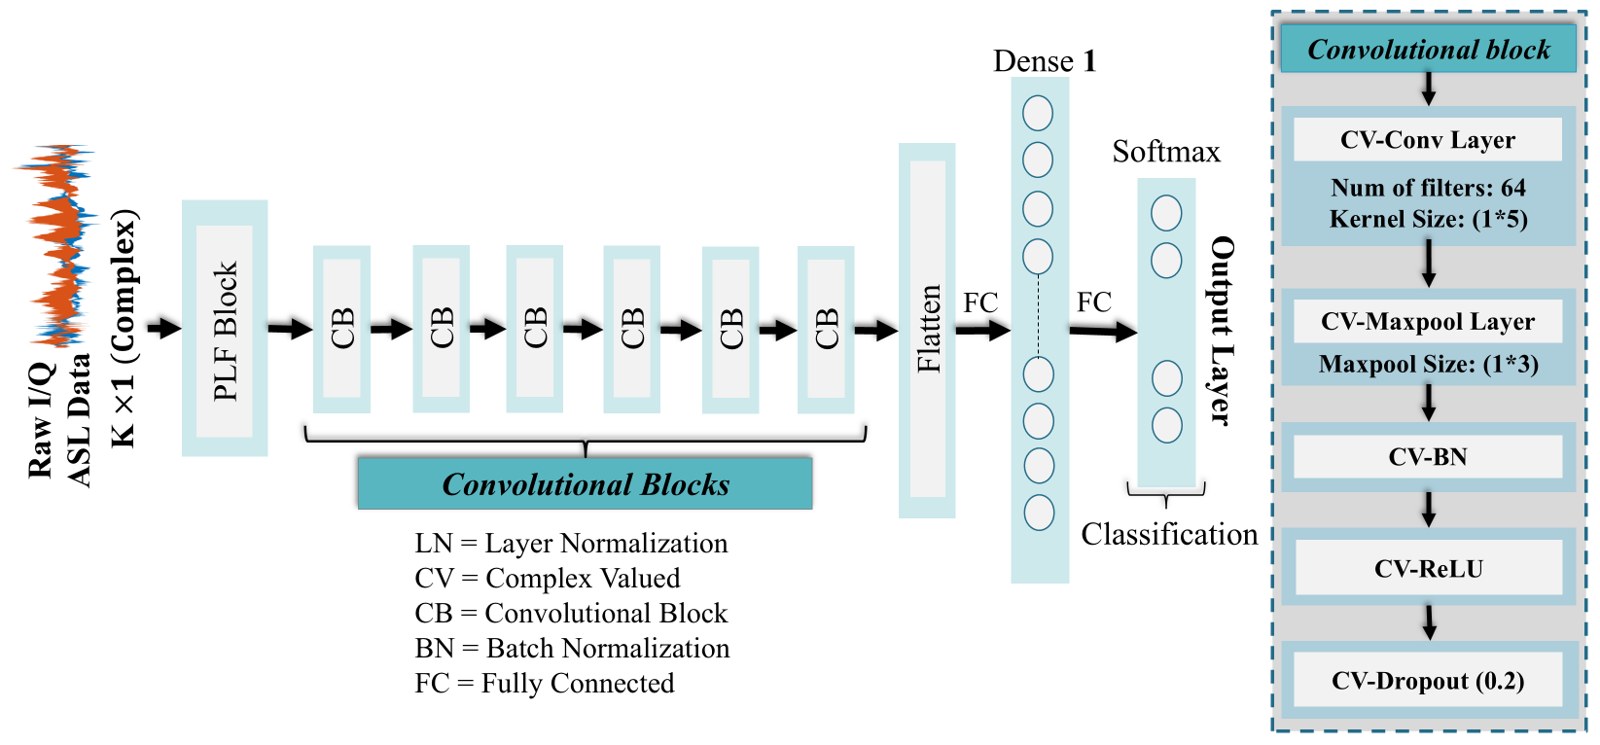 Raw I/Q
ASL Data
K ×1 (Complex)
PLF Block
CB
CB
CB
CB
CB
CB
Convolutional Blocks
LN = Layer Normalization
CV = Complex Valued
CB = Convolutional Block
BN = Batch Normalization
FC = Fully Connected
Flatten
FC
Dense 1
FC
Softmax
Output Layer
Classification
Convolutional block
CV-Conv Layer
Num of filters: 64
Kernel Size: (1*5)
CV-Maxpool Layer
Maxpool Size: (1*3)
CV-BN
CV-ReLU
CV-Dropout (0.2)